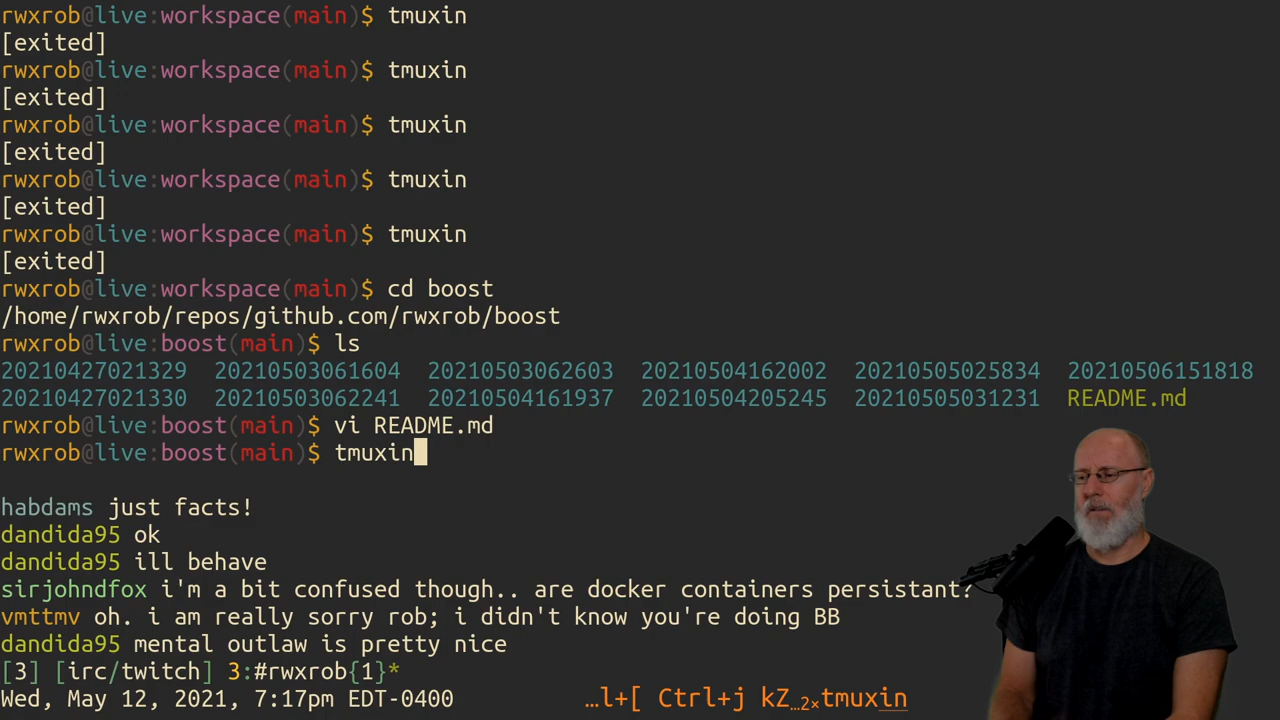 rwxrob@live:workspace(main)$ tmuxin
[exited]
rwxrob@live:workspace(main)$ tmuxin
[exited]
rwxrob@live:workspace(main)$ tmuxin
[exited]
rwxrob@live:workspace(main)$ tmuxin
[exited]
rwxrob@live:workspace(main)$ tmuxin
[exited]
rwxrob@live:workspace(main)$ cd boost
/home/rwxrob/repos/github.com/rwxrob/boost
rwxrob@live:boost(main)$ ls
20210427021329 20210503061604 20210503062603 20210504162002 20210505025834 20210506151818
20210427021330 20210503062241 20210504161937 20210504205245 20210505031231 README.md
rwxrob@live:boost(main)$ vi README.md
rwxrob@live:boost(main)$ tmuxin
habdams just facts!
dandida95 ok
dandida95 ill behave
sirjohndfox i'm a bit confused though.. are docker containers persistant?
vmttmv oh. i am really sorry rob; i didn't know you're doing BB
dandida95 mental outlaw is pretty nice
[3] [irc/twitch] 3:#rwxrob{1}*
Wed, May 12, 2021, 7:17pm EDT-0400 …l+[ Ctrl+j kZ…2×tmuxin